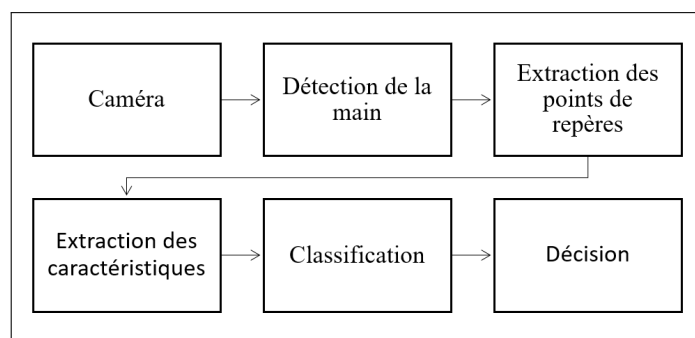 Caméra
Détection de la
main
Extraction des
points de
repères
Extraction des
caractéristiques
Classification
Décision